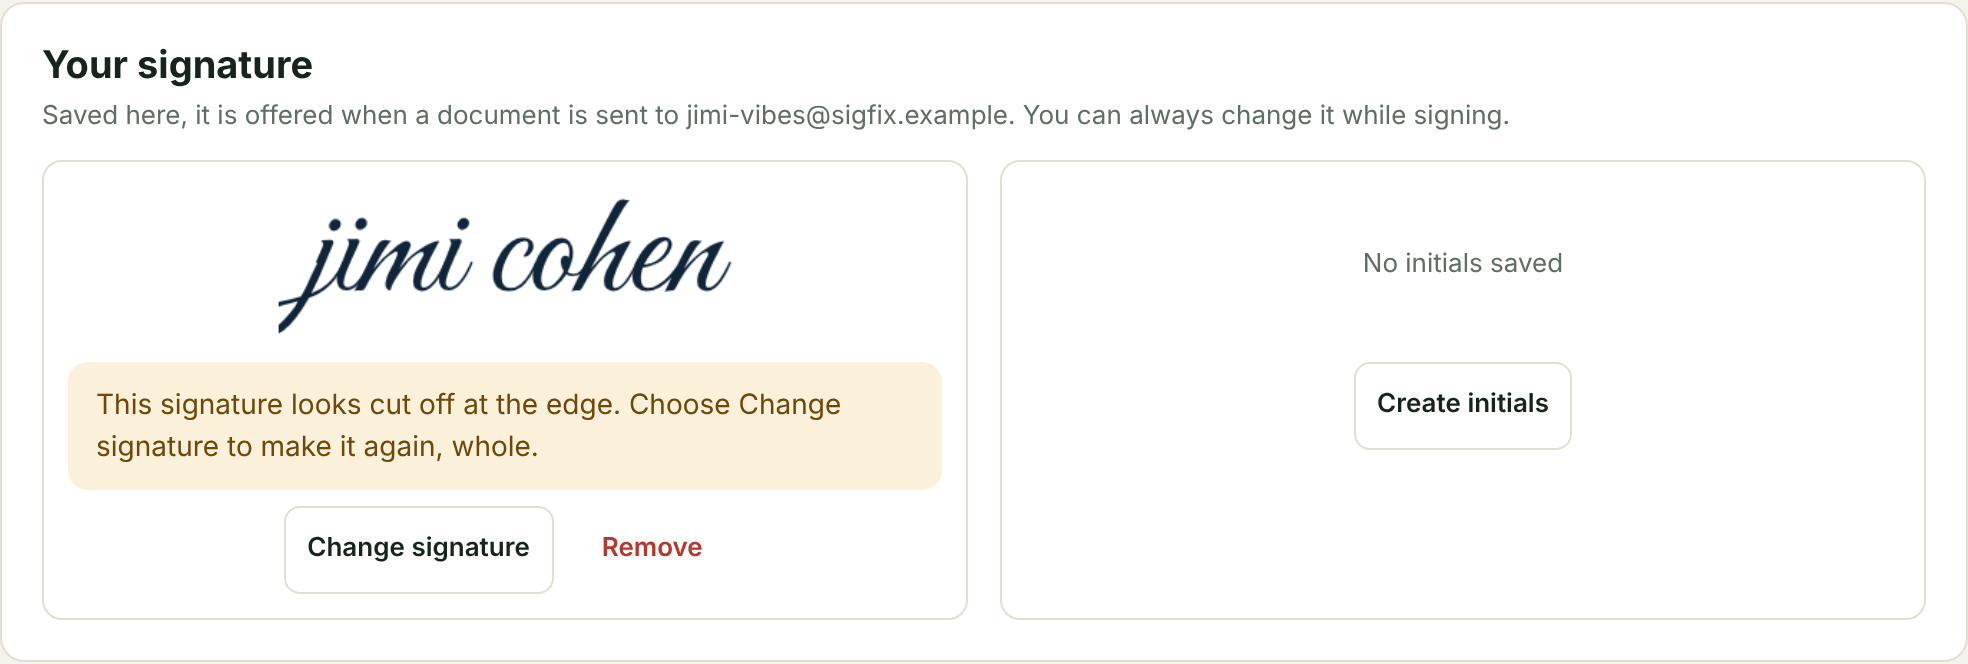 Your signature
Saved here, it is offered when a document is sent to jimi-vibes@sigfix.example. You can always change it while signing.
jimi cohen
This signature looks cut off at the edge. Choose Change
signature to make it again, whole.
Change signature
Remove
No initials saved
Create initials